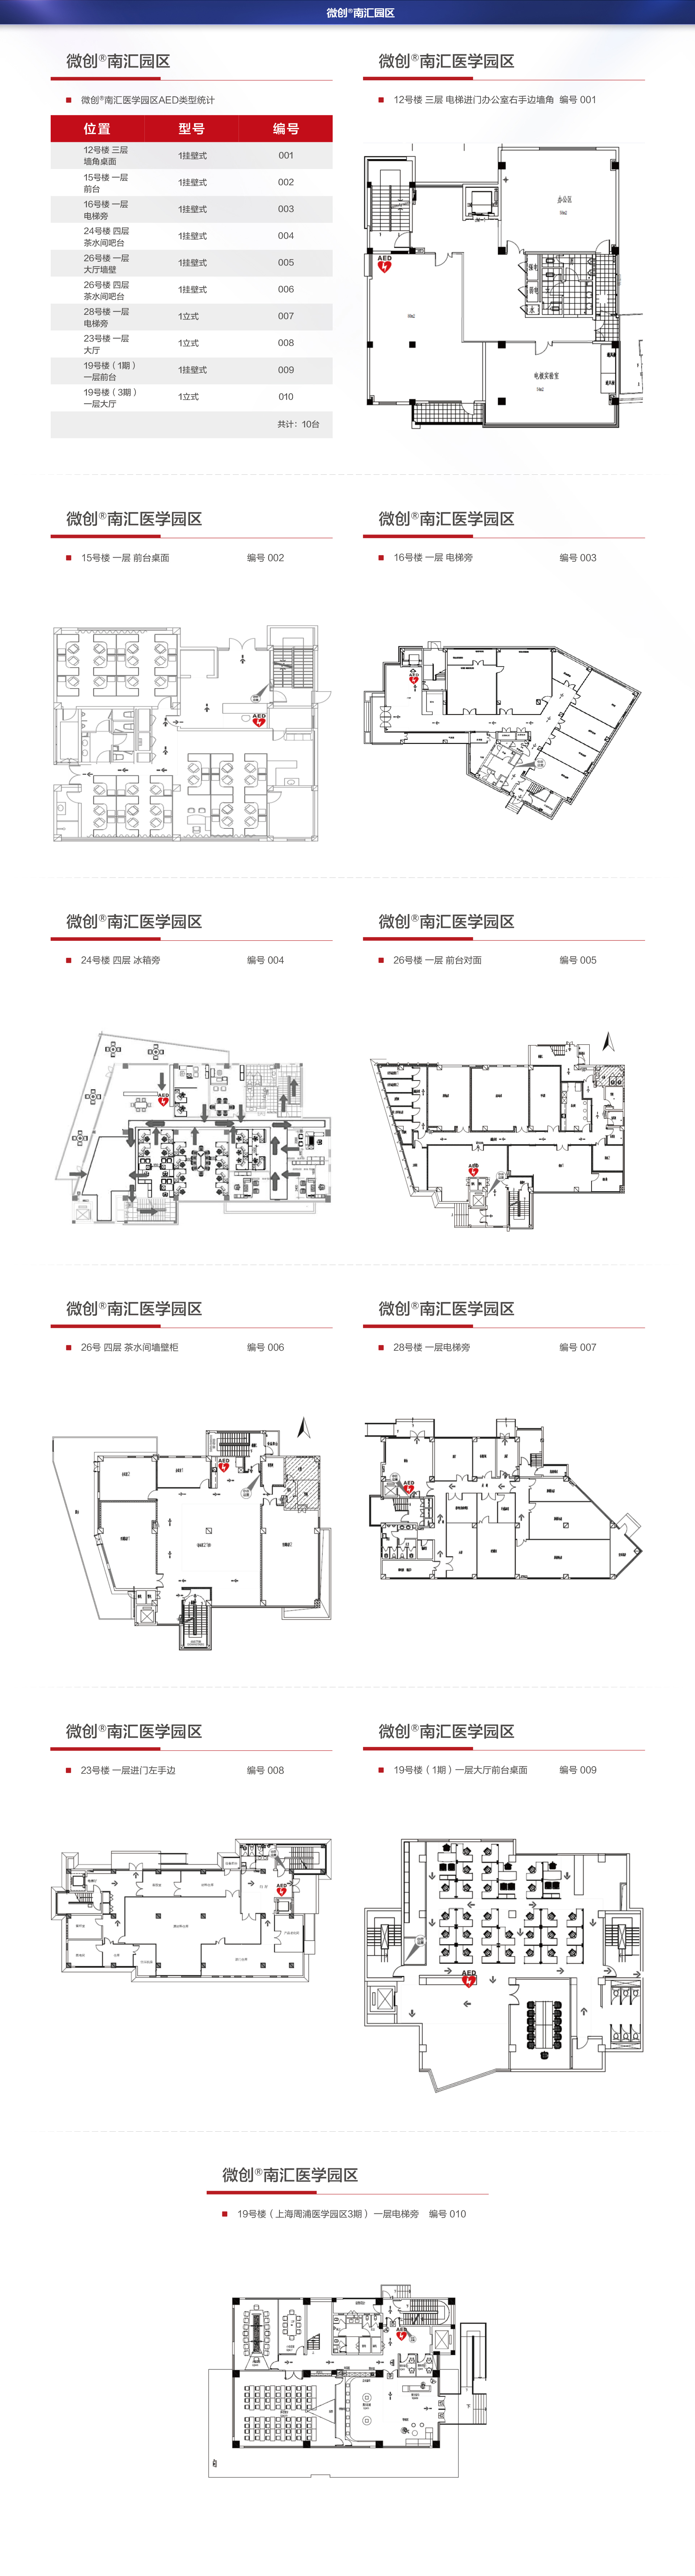 微创®南汇园区
微创®南汇园区
微创®南汇医学园区AED类型统计
位置 型号 编号
12号楼 三层
墙角桌面
1挂壁式 001
15号楼 一层
前台
1挂壁式 002
16号楼 一层
电梯旁
1挂壁式 003
24号楼 四层
茶水间吧台
1挂壁式 004
26号楼 一层
大厅墙壁
1挂壁式 005
26号楼 四层
茶水间吧台
1挂壁式 006
28号楼 一层
电梯旁
1立式 007
23号楼 一层
大厅
1立式 008
19号楼（1期）
一层前台
1挂壁式 009
19号楼（3期）
一层大厅
1立式 010
共计：10台
微创®南汇医学园区
12号楼 三层 电梯进门办公室右手边墙角 编号 001
办公区
AED
电梯实验室
微创®南汇医学园区
15号楼 一层 前台桌面 编号 002
AED
微创®南汇医学园区
16号楼 一层 电梯旁 编号 003
AED
微创®南汇医学园区
24号楼 四层 冰箱旁 编号 004
AED
微创®南汇医学园区
26号楼 一层 前台对面 编号 005
AED
微创®南汇医学园区
26号 四层 茶水间墙壁柜 编号 006
AED
微创®南汇医学园区
28号楼 一层电梯旁 编号 007
AED
微创®南汇医学园区
23号楼 一层进门左手边 编号 008
AED
微创®南汇医学园区
19号楼（1期）一层大厅前台桌面 编号 009
AED
微创®南汇医学园区
19号楼（上海周浦医学园区3期） 一层电梯旁 编号 010
AED